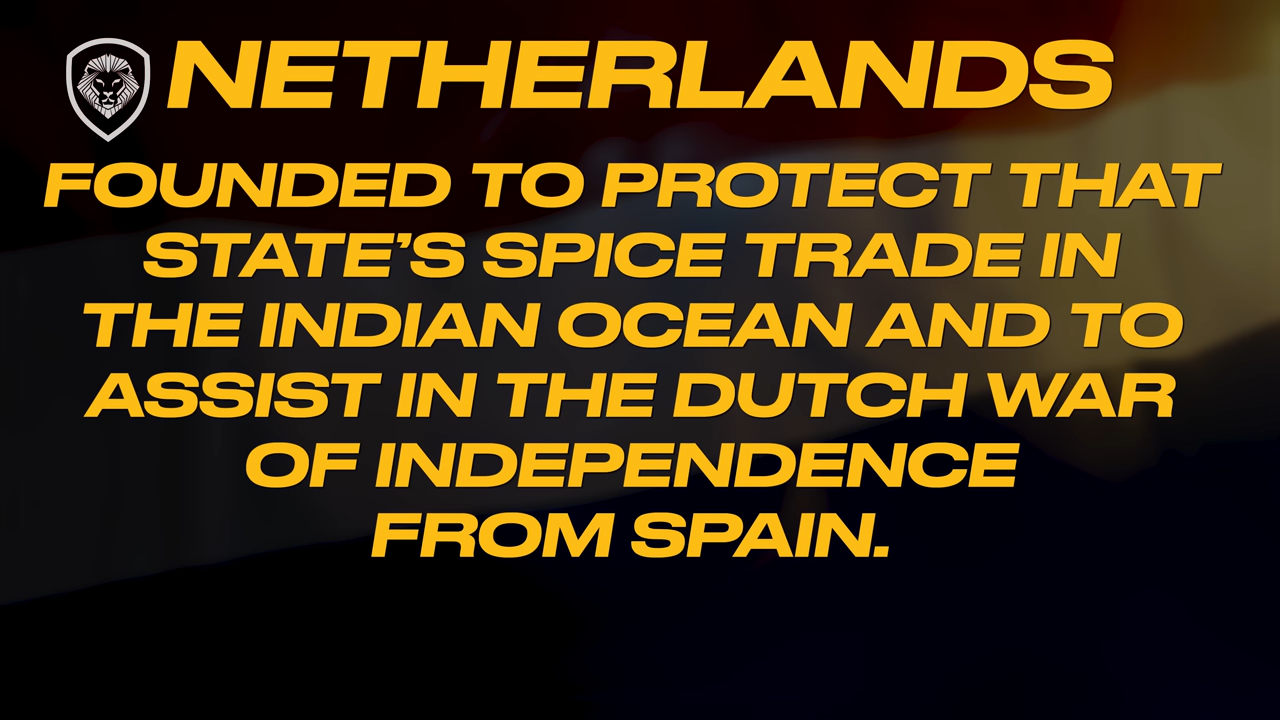 NETHERLANDS
FOUNDED TO PROTECT THAT
STATE’S SPICE TRADE IN
THE INDIAN OCEAN AND TO
ASSIST IN THE DUTCH WAR
OF INDEPENDENCE
FROM SPAIN.